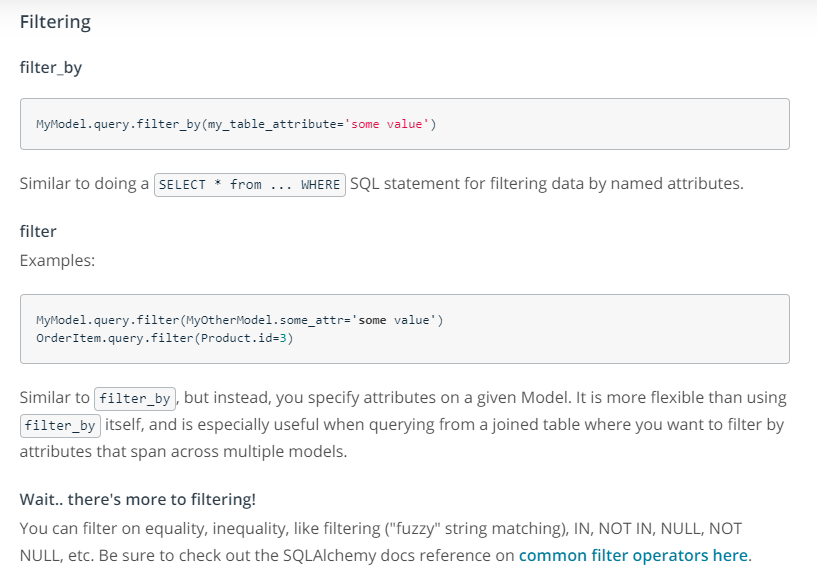 Filtering
filter_by
MyModel.query.filter_by(my_table_attribute='some value')
Similar to doing a SELECT * from ... WHERE SQL statement for filtering data by named attributes.
filter
Examples:
MyModel.query.filter(MyOtherModel.some_attr='some value')
OrderItem.query.filter(Product.id=3)
Similar to filter_by, but instead, you specify attributes on a given Model. It is more flexible than using
filter_by itself, and is especially useful when querying from a joined table where you want to filter by
attributes that span across multiple models.
Wait.. there's more to filtering!
You can filter on equality, inequality, like filtering ("fuzzy" string matching), IN, NOT IN, NULL, NOT
NULL, etc. Be sure to check out the SQLAlchemy docs reference on common filter operators here.